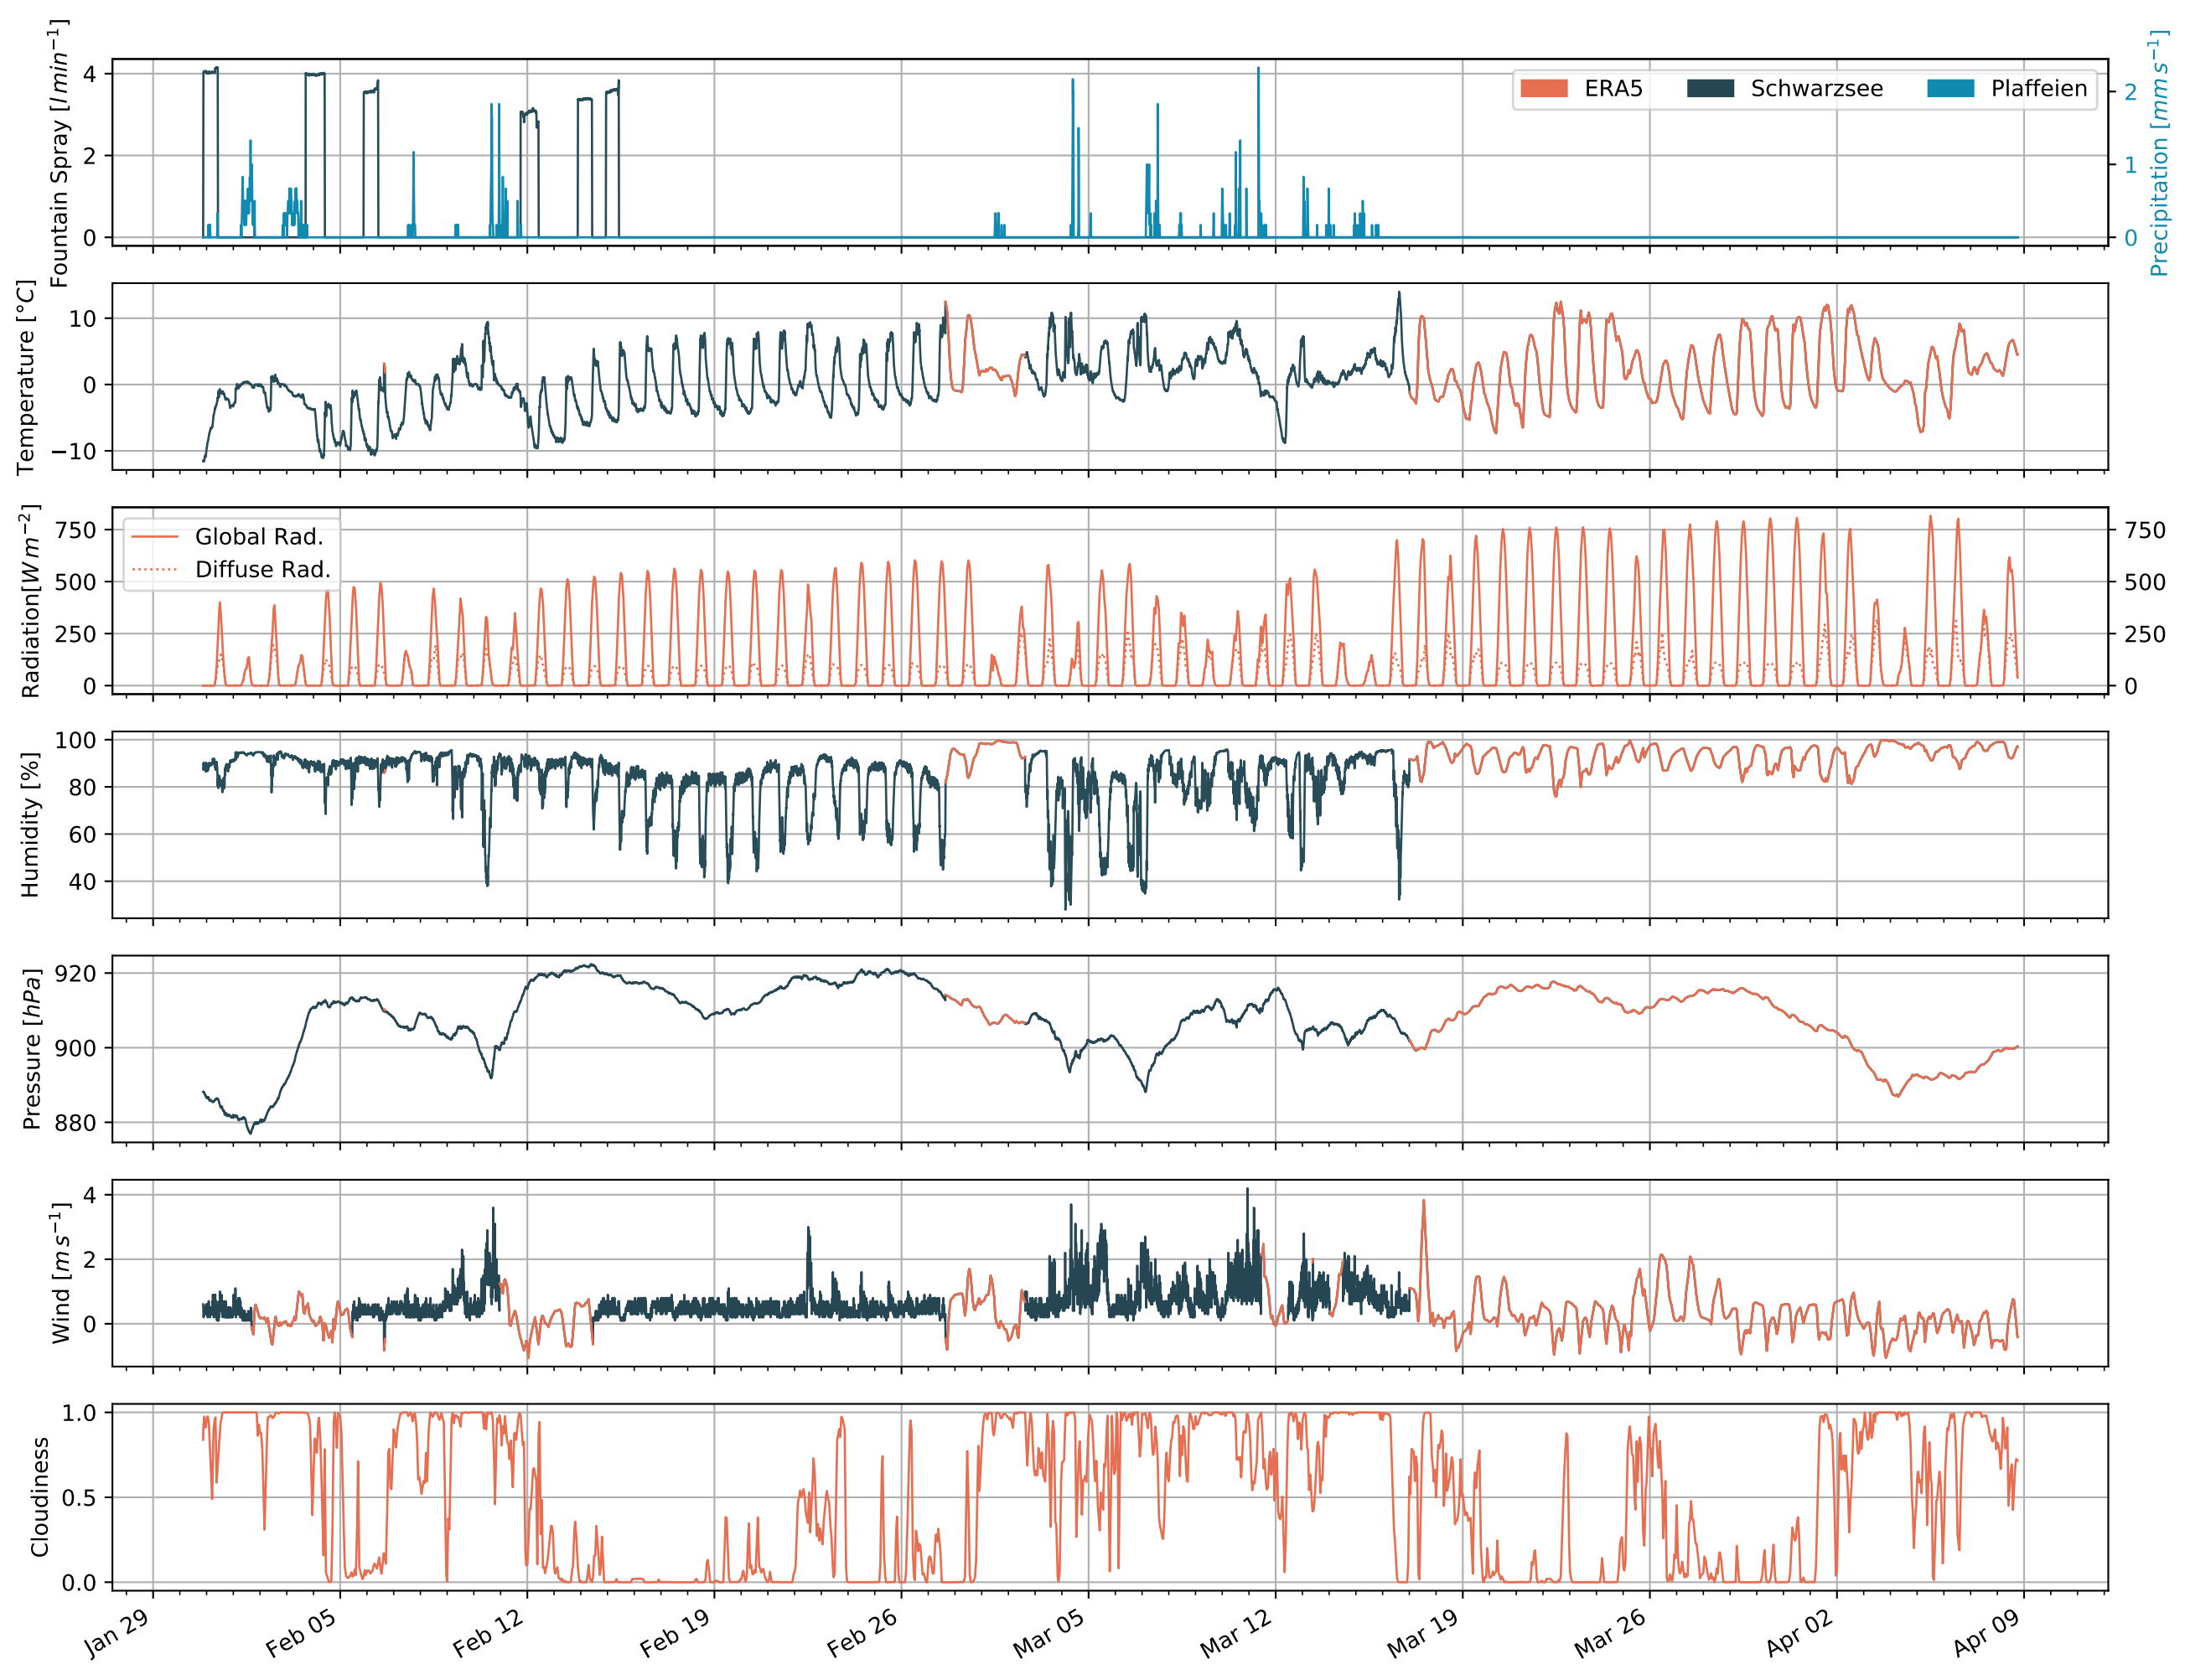 Fountain Spray [l min⁻¹]
4
2
0
ERA5
Schwarzsee
Plaffeien
2
1
0
Precipitation [mm s⁻¹]
Temperature [°C]
10
0
−10
Radiation[W m⁻²]
750
500
250
0
Global Rad.
Diffuse Rad.
750
500
250
0
Humidity [%]
100
80
60
40
Pressure [hPa]
920
900
880
Wind [m s⁻¹]
4
2
0
Cloudiness
1.0
0.5
0.0
Jan 29
Feb 05
Feb 12
Feb 19
Feb 26
Mar 05
Mar 12
Mar 19
Mar 26
Apr 02
Apr 09